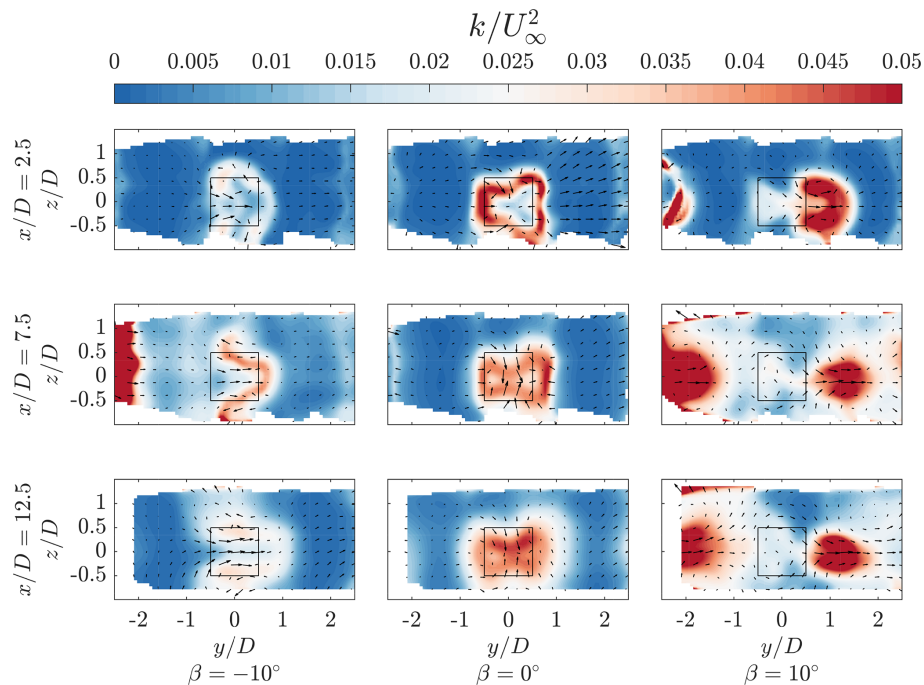 k/U²∞
0 0.005 0.01 0.015 0.02 0.025 0.03 0.035 0.04 0.045 0.05
x/D = 2.5
z/D
1
0.5
0
-0.5
x/D = 7.5
z/D
1
0.5
0
-0.5
x/D = 12.5
z/D
1
0.5
0
-0.5
-2 -1 0 1 2 -2 -1 0 1 2 -2 -1 0 1 2
y/D y/D y/D
β = −10° β = 0° β = 10°